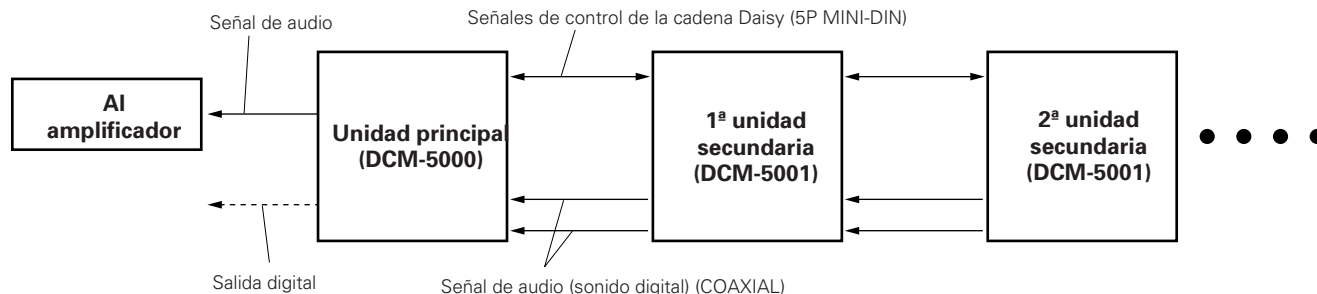 Señal de audio
Señales de control de la cadena Daisy (5P MINI-DIN)
Al
amplificador
Unidad principal
(DCM-5000)
1ª unidad
secundaria
(DCM-5001)
2ª unidad
secundaria
(DCM-5001)
Salida digital
Señal de audio (sonido digital) (COAXIAL)